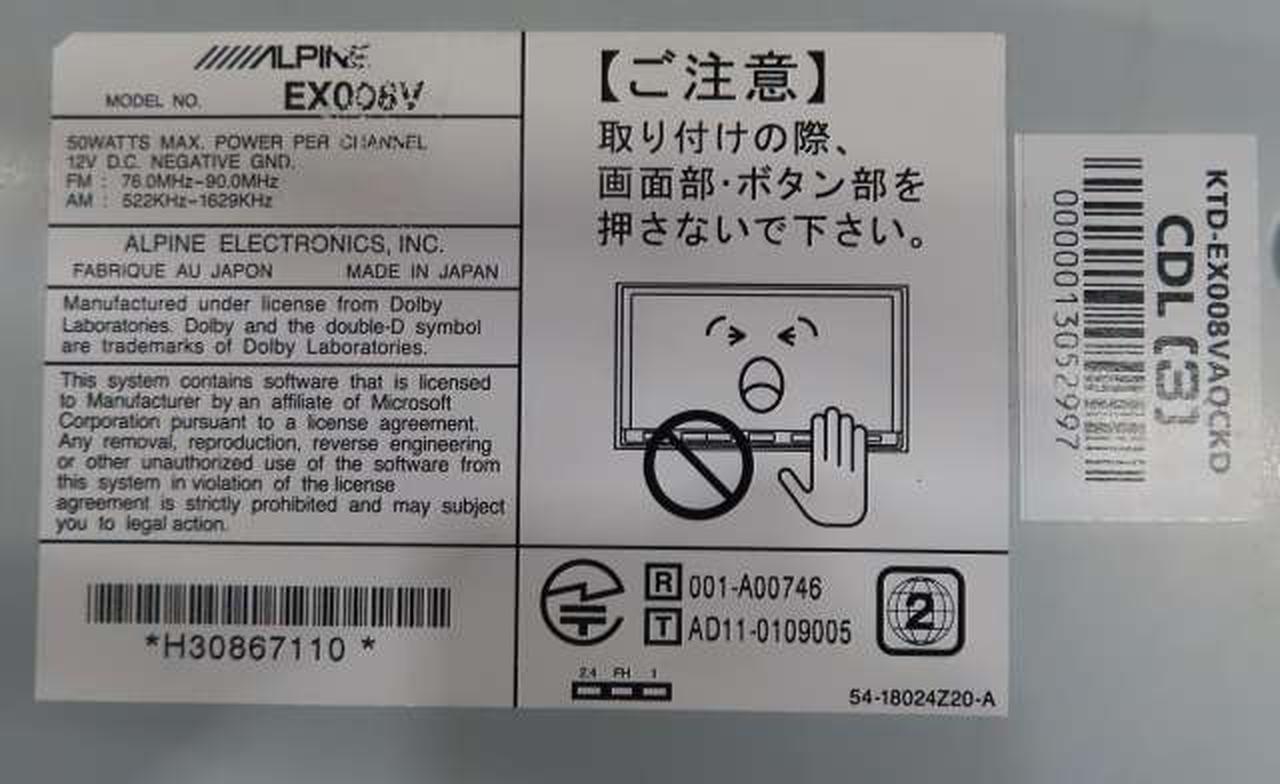 ALPINE
MODEL NO. EX008V
50WATTS MAX. POWER PER CHANNEL
12V D.C. NEGATIVE GND.
FM : 76.0MHz-90.0MHz
AM : 522KHz-1629KHz
ALPINE ELECTRONICS, INC.
FABRIQUE AU JAPON MADE IN JAPAN
Manufactured under license from Dolby
Laboratories. Dolby and the double-D symbol
are trademarks of Dolby Laboratories.
This system contains software that is licensed
to Manufacturer by an affiliate of Microsoft
Corporation pursuant to a license agreement.
Any removal, reproduction, reverse engineering
or other unauthorized use of the software from
this system in violation of the license
agreement is strictly prohibited and may subject
you to legal action.
*H30867110 *
【ご注意】
取り付けの際、
画面部・ボタン部を
押さないで下さい。
R 001-A00746
T AD11-0109005
2
2.4 FH 1
54-18024Z20-A
KTD-EX008VAOCKD
CDL (3)
0000013052997